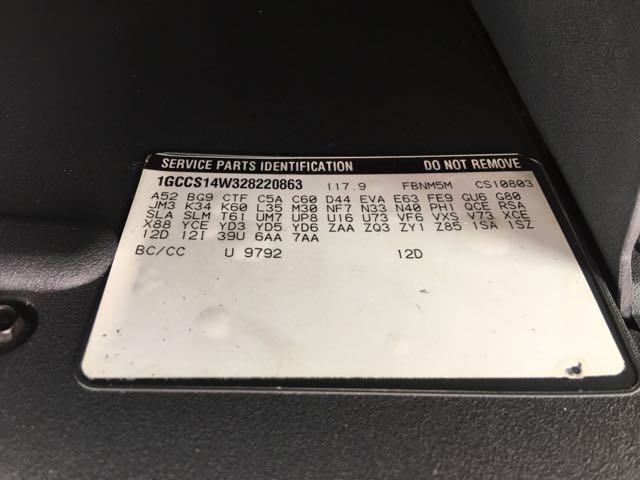 SERVICE PARTS IDENTIFICATION DO NOT REMOVE
1GCCS14W328220863 117.9 FBNM5M CS10803
A52 BG9 CTF C5A C60 D44 EVA E63 FE9 GU6 G80
JM3 K34 K60 L35 M30 NF7 N33 N40 PH1 QCE RSA
SLA SLM T61 UM7 UP8 U16 U73 VF6 VXS V73 XCE
X88 YCE YD3 YD5 YD6 ZAA ZQ3 ZY1 Z85 1SA 1SZ
12D 12I 39U 6AA 7AA
BC/CC U 9792 12D